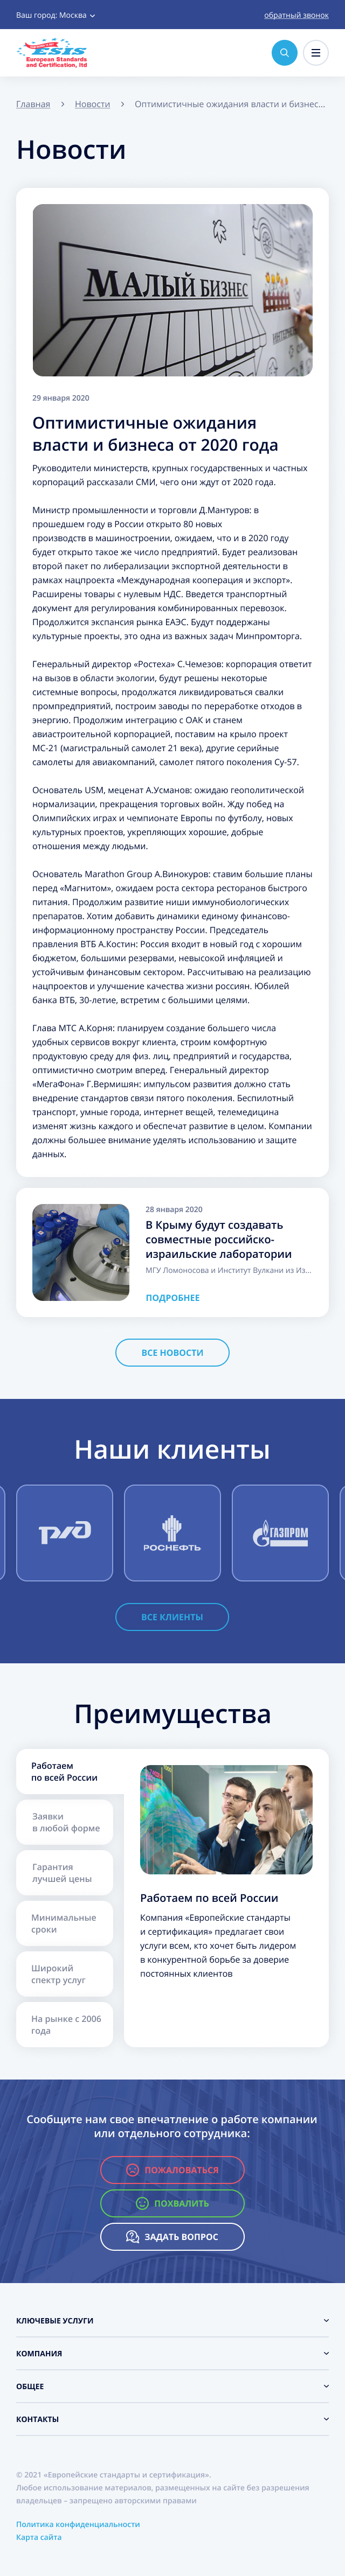 Ваш город: Москва
обратный звонок
ESIS
European Standards
and Certification, ltd
Главная
Новости
Оптимистичные ожидания власти и бизнес...
Новости
МАЛЫЙ БИЗНЕС
29 января 2020
Оптимистичные ожидания
власти и бизнеса от 2020 года
Руководители министерств, крупных государственных и частных
корпораций рассказали СМИ, чего они ждут от 2020 года.
Министр промышленности и торговли Д.Мантуров: в
прошедшем году в России открыто 80 новых
производств в машиностроении, ожидаем, что и в 2020 году
будет открыто такое же число предприятий. Будет реализован
второй пакет по либерализации экспортной деятельности в
рамках нацпроекта «Международная кооперация и экспорт».
Расширены товары с нулевым НДС. Введется транспортный
документ для регулирования комбинированных перевозок.
Продолжится экспансия рынка ЕАЭС. Будут поддержаны
культурные проекты, это одна из важных задач Минпромторга.
Генеральный директор «Ростеха» С.Чемезов: корпорация ответит
на вызов в области экологии, будут решены некоторые
системные вопросы, продолжатся ликвидироваться свалки
промпредприятий, построим заводы по переработке отходов в
энергию. Продолжим интеграцию с ОАК и станем
авиастроительной корпорацией, поставим на крыло проект
МС-21 (магистральный самолет 21 века), другие серийные
самолеты для авиакомпаний, самолет пятого поколения Су-57.
Основатель USM, меценат А.Усманов: ожидаю геополитической
нормализации, прекращения торговых войн. Жду побед на
Олимпийских играх и чемпионате Европы по футболу, новых
культурных проектов, укрепляющих хорошие, добрые
отношения между людьми.
Основатель Marathon Group А.Винокуров: ставим большие планы
перед «Магнитом», ожидаем роста сектора ресторанов быстрого
питания. Продолжим развитие ниши иммунобиологических
препаратов. Хотим добавить динамики единому финансово-
информационному пространству России. Председатель
правления ВТБ А.Костин: Россия входит в новый год с хорошим
бюджетом, большими резервами, невысокой инфляцией и
устойчивым финансовым сектором. Рассчитываю на реализацию
нацпроектов и улучшение качества жизни россиян. Юбилей
банка ВТБ, 30-летие, встретим с большими целями.
Глава МТС А.Корня: планируем создание большего числа
удобных сервисов вокруг клиента, строим комфортную
продуктовую среду для физ. лиц, предприятий и государства,
оптимистично смотрим вперед. Генеральный директор
«МегаФона» Г.Вермишян: импульсом развития должно стать
внедрение стандартов связи пятого поколения. Беспилотный
транспорт, умные города, интернет вещей, телемедицина
изменят жизнь каждого и обеспечат развитие в целом. Компании
должны большее внимание уделять использованию и защите
данных.
28 января 2020
В Крыму будут создавать
совместные российско-
израильские лаборатории
МГУ Ломоносова и Институт Вулкани из Из...
ПОДРОБНЕЕ
ВСЕ НОВОСТИ
Наши клиенты
РЖД
РОСНЕФТЬ
ГАЗПРОМ
ВСЕ КЛИЕНТЫ
Преимущества
Работаем
по всей России
Заявки
в любой форме
Гарантия
лучшей цены
Минимальные
сроки
Широкий
спектр услуг
На рынке с 2006
года
Работаем по всей России
Компания «Европейские стандарты
и сертификация» предлагает свои
услуги всем, кто хочет быть лидером
в конкурентной борьбе за доверие
постоянных клиентов
Сообщите нам свое впечатление о работе компании
или отдельного сотрудника:
ПОЖАЛОВАТЬСЯ
ПОХВАЛИТЬ
ЗАДАТЬ ВОПРОС
КЛЮЧЕВЫЕ УСЛУГИ
КОМПАНИЯ
ОБЩЕЕ
КОНТАКТЫ
© 2021 «Европейские стандарты и сертификация».
Любое использование материалов, размещенных на сайте без разрешения
владельцев – запрещено авторскими правами
Политика конфиденциальности
Карта сайта